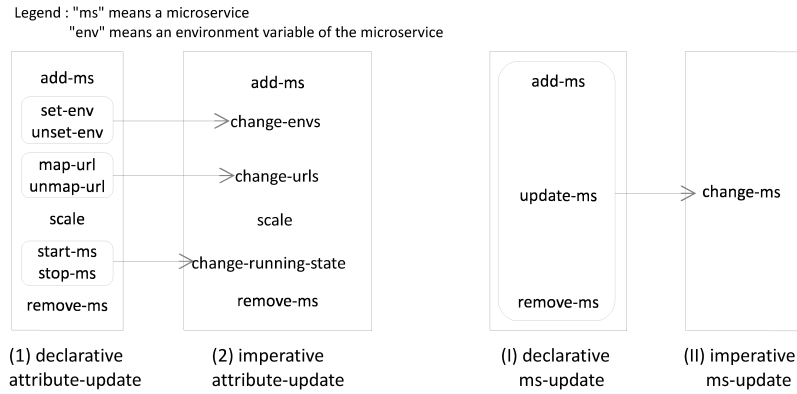 Legend : "ms" means a microservice
"env" means an environment variable of the microservice
add-ms
set-env
unset-env
map-url
unmap-url
scale
start-ms
stop-ms
remove-ms
(1) declarative
attribute-update
add-ms
change-envs
change-urls
scale
change-running-state
remove-ms
(2) imperative
attribute-update
add-ms
update-ms
remove-ms
(I) declarative
ms-update
change-ms
(II) imperative
ms-update